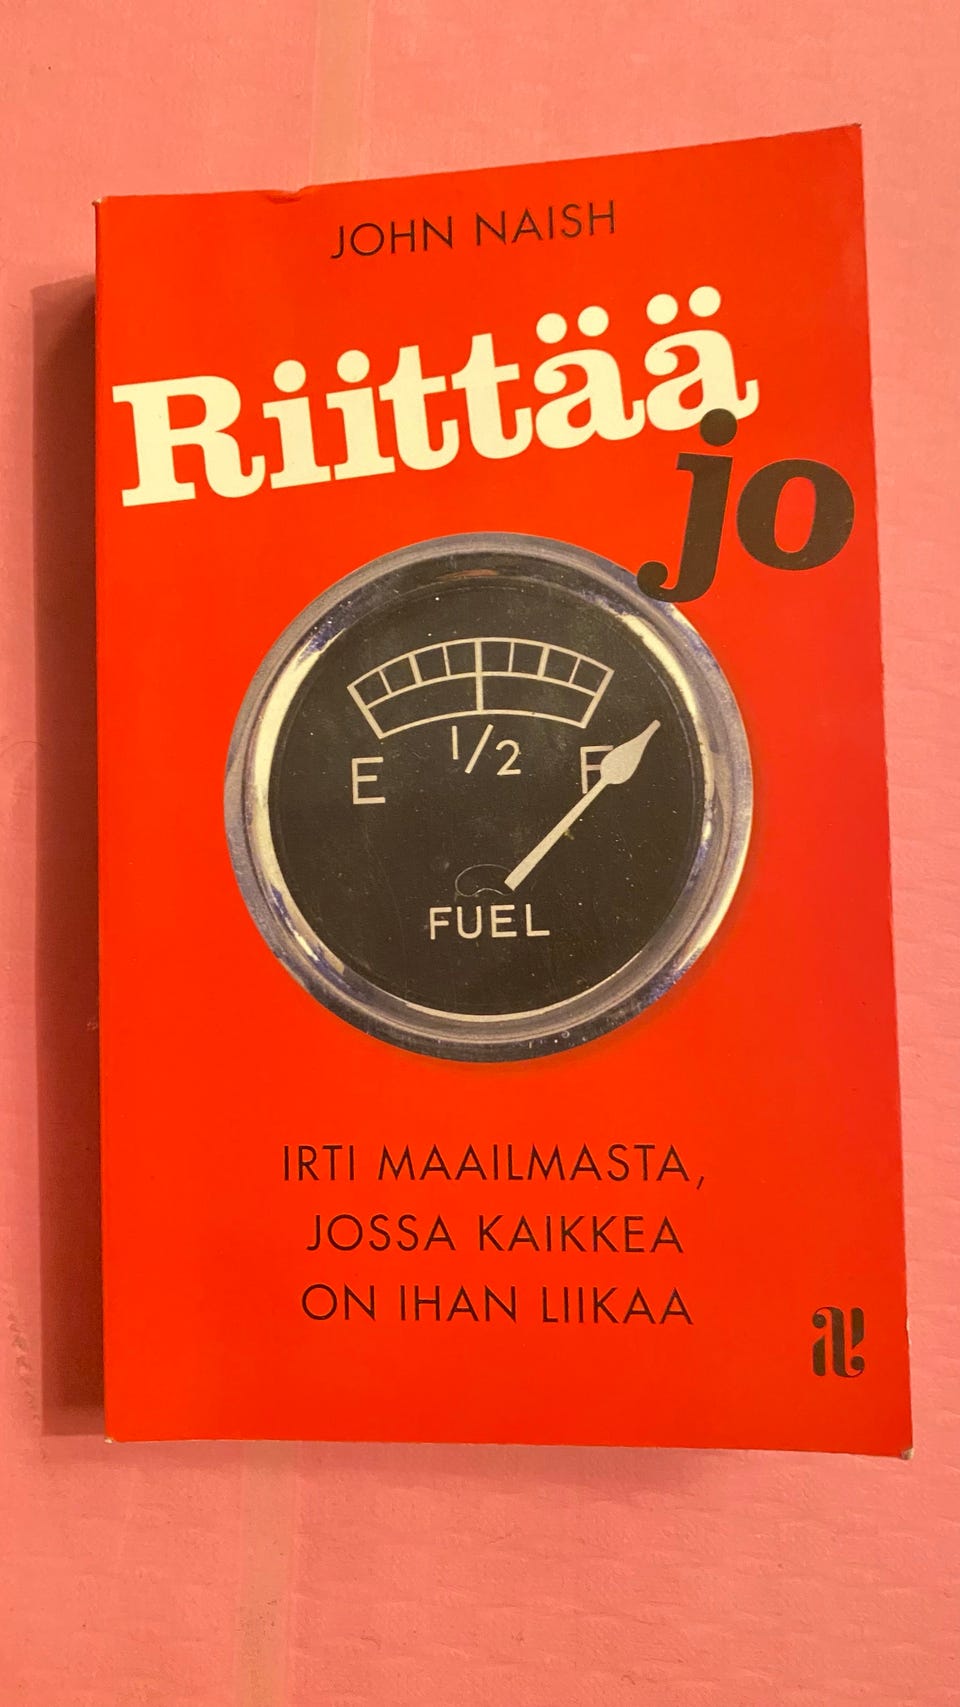 JOHN NAISH
Riittää
jo
E 1/2 F
FUEL
IRTI MAAILMASTA,
JOSSA KAIKKEA
ON IHAN LIIKAA